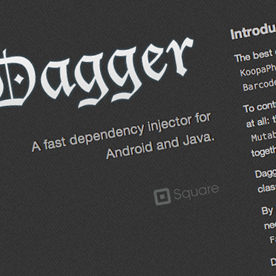 Dagger
A fast dependency injector for
Android and Java.
Square
Introdu
The best
KoopaPh
Barcode
To cont
at all: t
Mutab
togeth
Dagg
clas
By
ne